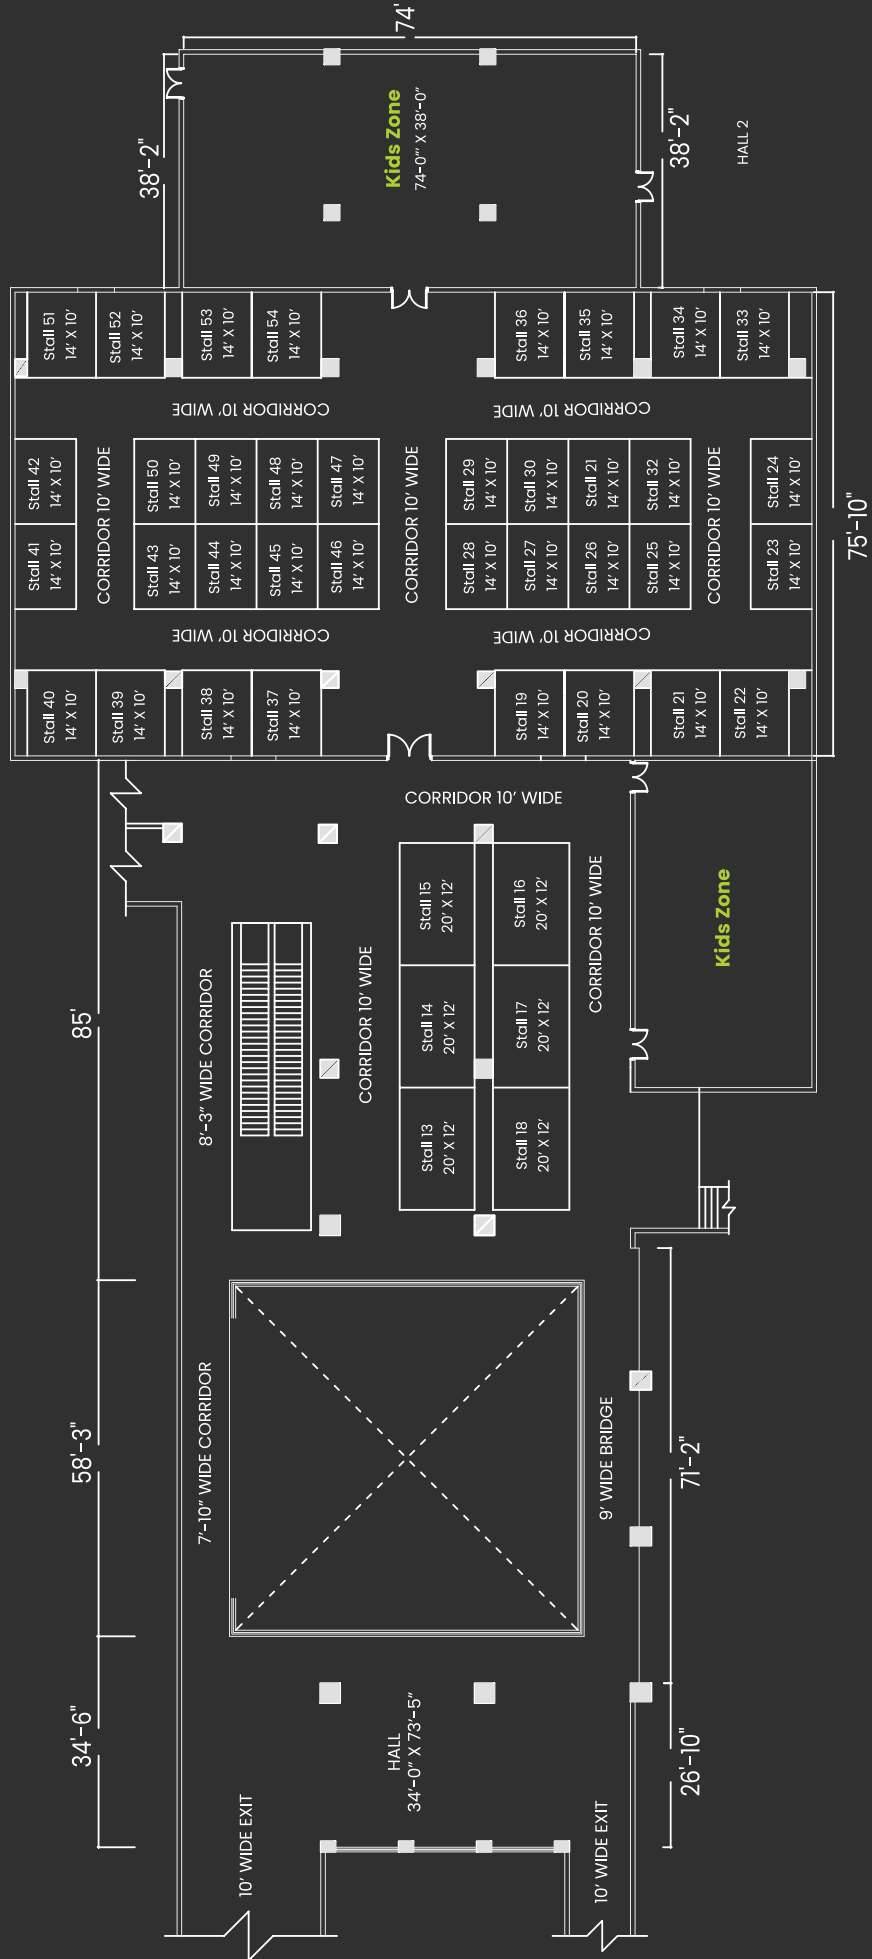 74'
38'-2"
Kids Zone
74-0"' X 38'-0"
38'-2"
HALL 2
Stall 51
14' X 10'
Stall 52
14' X 10'
Stall 53
14' X 10'
Stall 54
14' X 10'
Stall 36
14' X 10'
Stall 35
14' X 10'
Stall 34
14' X 10'
Stall 33
14' X 10'
CORRIDOR 10' WIDE
CORRIDOR 10' WIDE
Stall 42
14' X 10'
Stall 41
14' X 10'
CORRIDOR 10' WIDE
Stall 50
14' X 10'
Stall 49
14' X 10'
Stall 48
14' X 10'
Stall 47
14' X 10'
Stall 43
14' X 10'
Stall 44
14' X 10'
Stall 45
14' X 10'
Stall 46
14' X 10'
CORRIDOR 10' WIDE
Stall 29
14' X 10'
Stall 30
14' X 10'
Stall 21
14' X 10'
Stall 32
14' X 10'
Stall 28
14' X 10'
Stall 27
14' X 10'
Stall 26
14' X 10'
Stall 25
14' X 10'
CORRIDOR 10' WIDE
Stall 24
14' X 10'
Stall 23
14' X 10'
75'-10"
CORRIDOR 10' WIDE
CORRIDOR 10' WIDE
Stall 40
14' X 10'
Stall 39
14' X 10'
Stall 38
14' X 10'
Stall 37
14' X 10'
Stall 19
14' X 10'
Stall 20
14' X 10'
Stall 21
14' X 10'
Stall 22
14' X 10'
CORRIDOR 10' WIDE
85'
8'-3" WIDE CORRIDOR
CORRIDOR 10' WIDE
Stall 15
20' X 12'
Stall 16
20' X 12'
Stall 14
20' X 12'
Stall 17
20' X 12'
Stall 13
20' X 12'
Stall 18
20' X 12'
CORRIDOR 10' WIDE
Kids Zone
58'-3"
7'-10" WIDE CORRIDOR
9' WIDE BRIDGE
71'-2"
34'-6"
HALL
34'-0" X 73'-5"
26'-10"
10' WIDE EXIT
10' WIDE EXIT